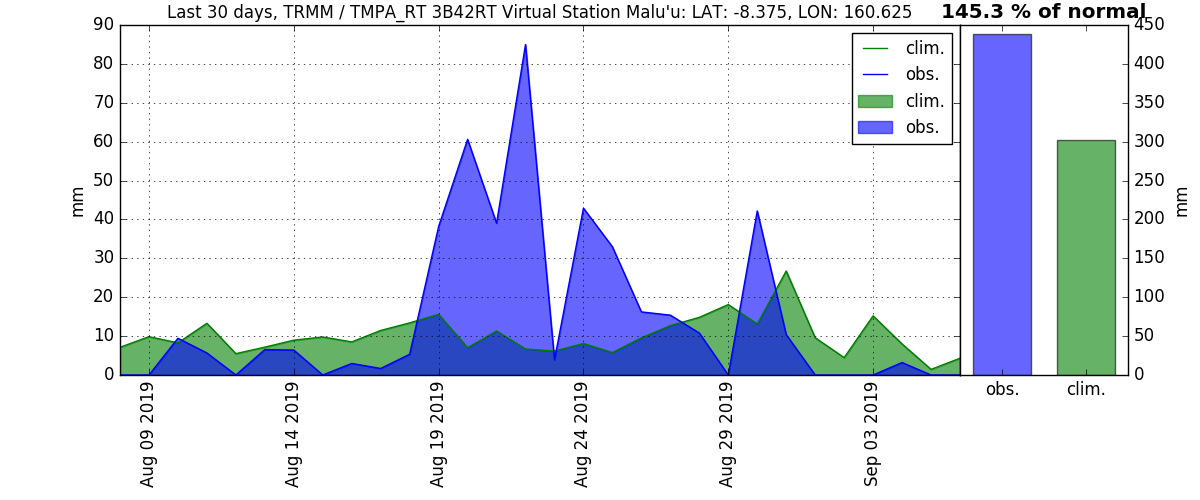 Last 30 days, TRMM / TMPA_RT 3B42RT Virtual Station Malu'u: LAT: -8.375, LON: 160.625
145.3 % of normal
90
80
70
60
50
40
30
20
10
0
mm
clim.
obs.
clim.
obs.
Aug 09 2019
Aug 14 2019
Aug 19 2019
Aug 24 2019
Aug 29 2019
Sep 03 2019
450
400
350
300
250
200
150
100
50
0
mm
obs.
clim.